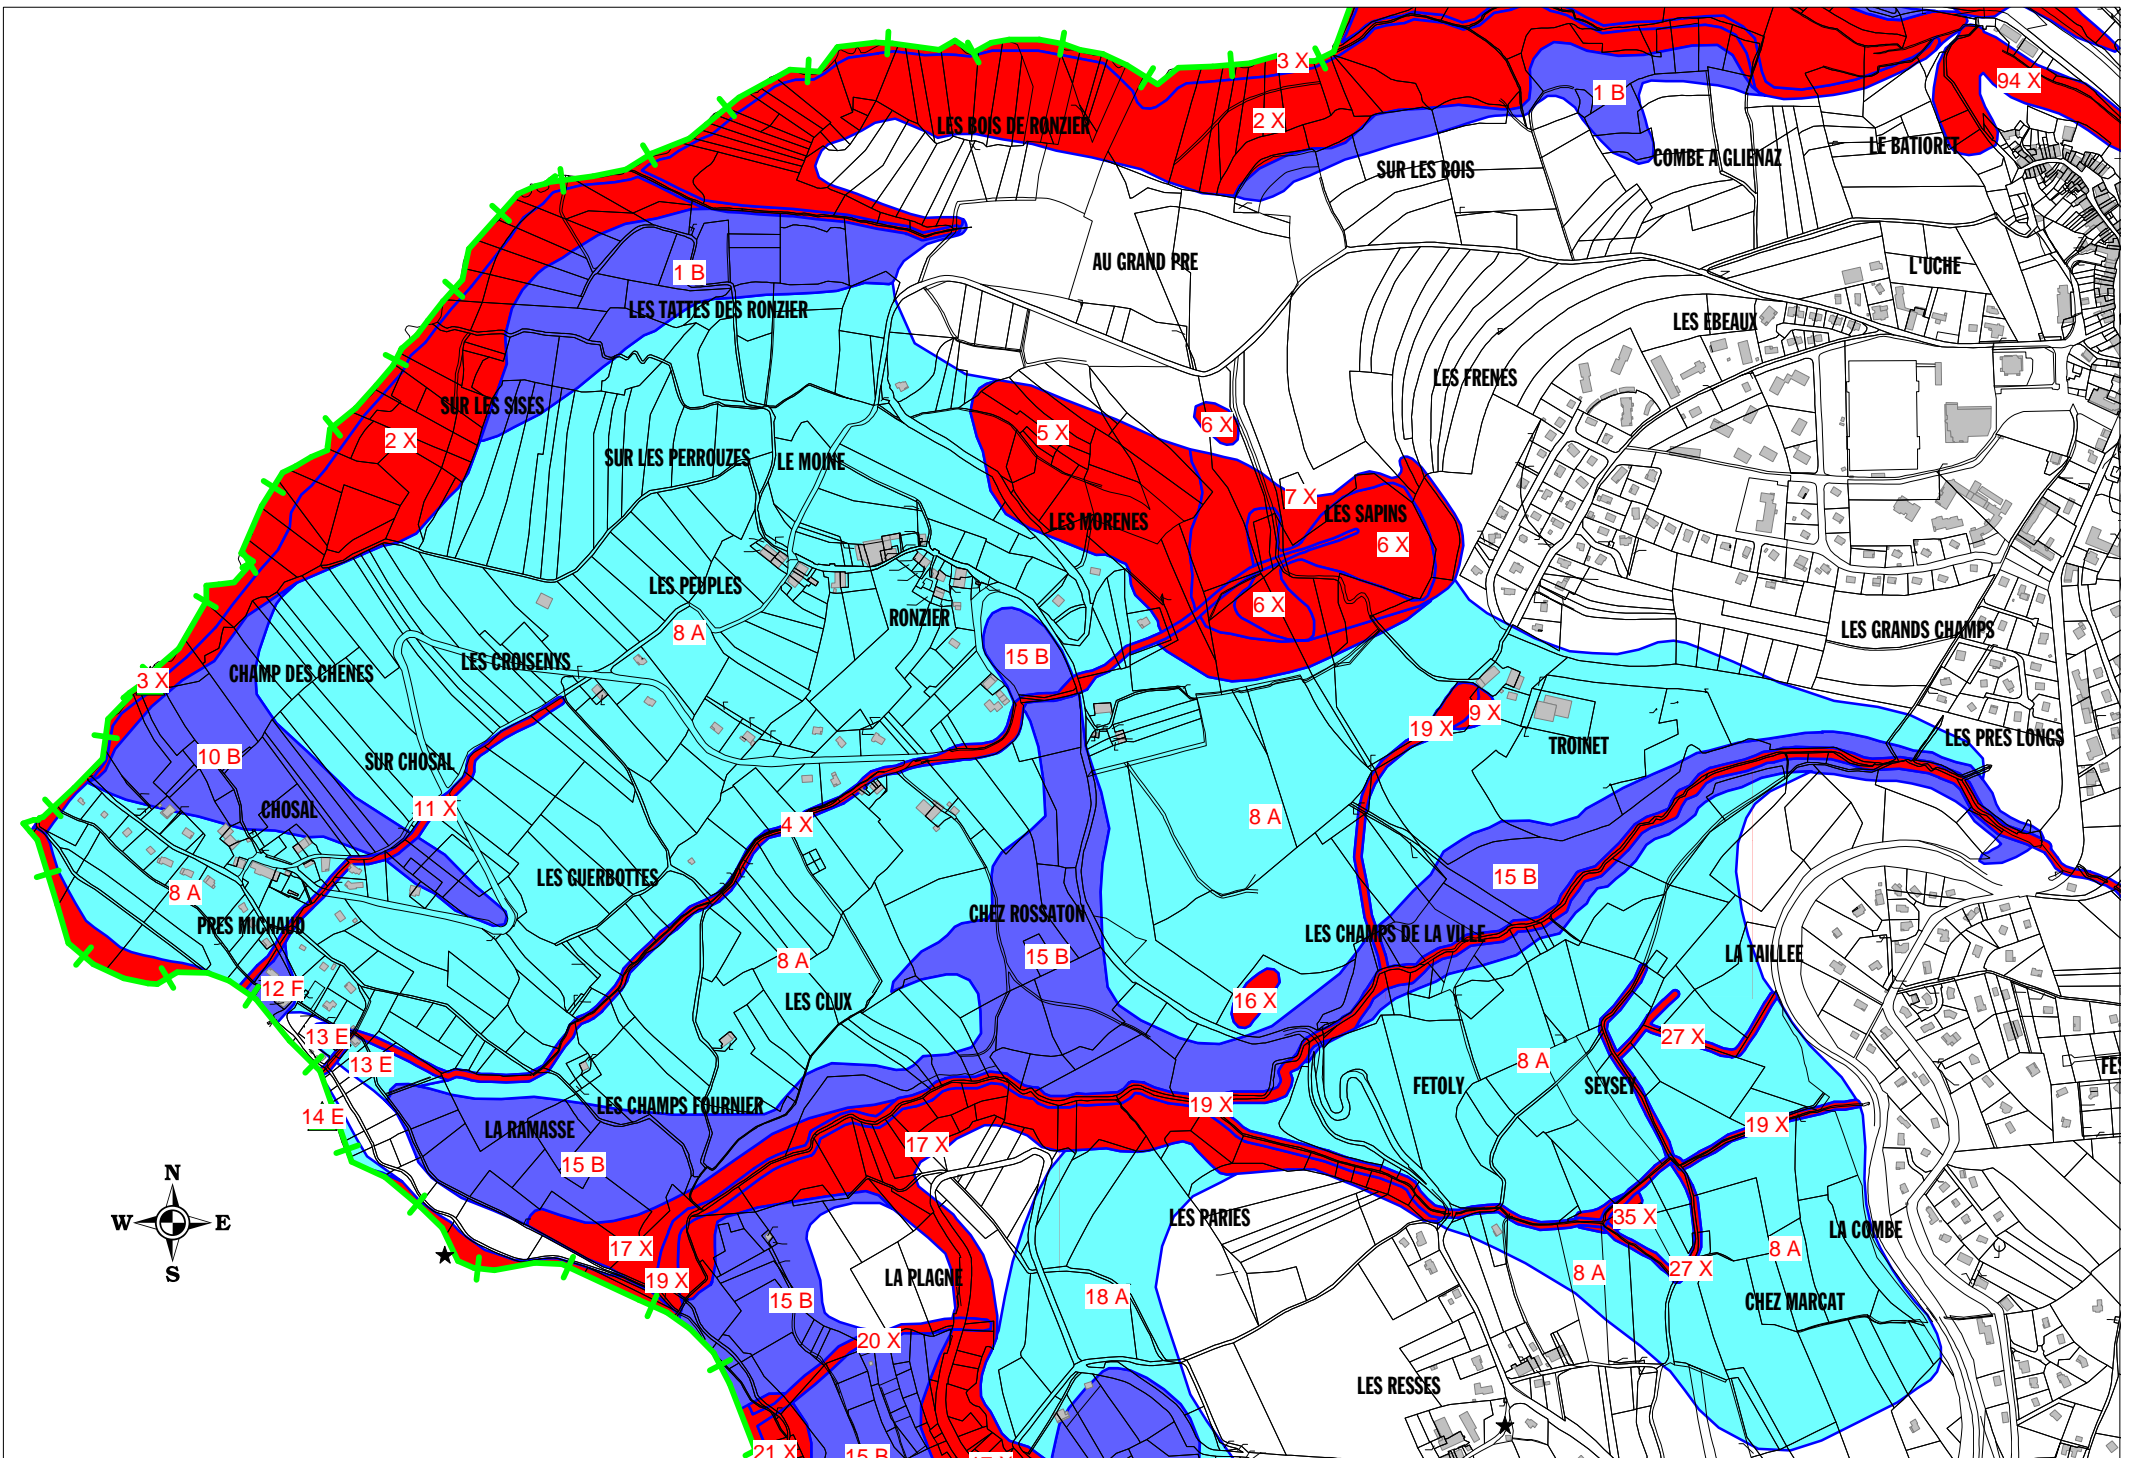 3 X
94 X
1 B
2 X
LES BOIS DE RONZIER
SUR LES BOIS
COMBE A GLIENAZ
LE BATIORET
AU GRAND PRE
L'UCHE
1 B
LES TATTES DES RONZIER
LES EBEAUX
LES FRENES
SUR LES SISES
2 X
5 X
6 X
SUR LES PERROUZES
LE MOINE
7 X
LES SAPINS
LES MORENES
6 X
LES PEUPLES
6 X
RONZIER
8 A
LES GRANDS CHAMPS
15 B
LES CROISENYS
CHAMP DES CHENES
3 X
9 X
19 X
LES PRES LONGS
TROINET
10 B
SUR CHOSAL
CHOSAL
11 X
4 X
8 A
LES GUERBOTTES
15 B
8 A
PRES MICHAUD
CHEZ ROSSATON
LES CHAMPS DE LA VILLE
LA TAILLEE
15 B
8 A
12 F
LES CLUX
16 X
13 E
27 X
13 E
8 A
FES
FETOLY
SEYSEY
LES CHAMPS FOURNIER
19 X
14 E
LA RAMASSE
19 X
17 X
15 B
N
W
E
S
LES PARIES
35 X
LA COMBE
17 X
8 A
19 X
LA PLAGNE
8 A
27 X
15 B
18 A
CHEZ MARCAT
20 X
LES RESSES
21 X
15 B
17 X